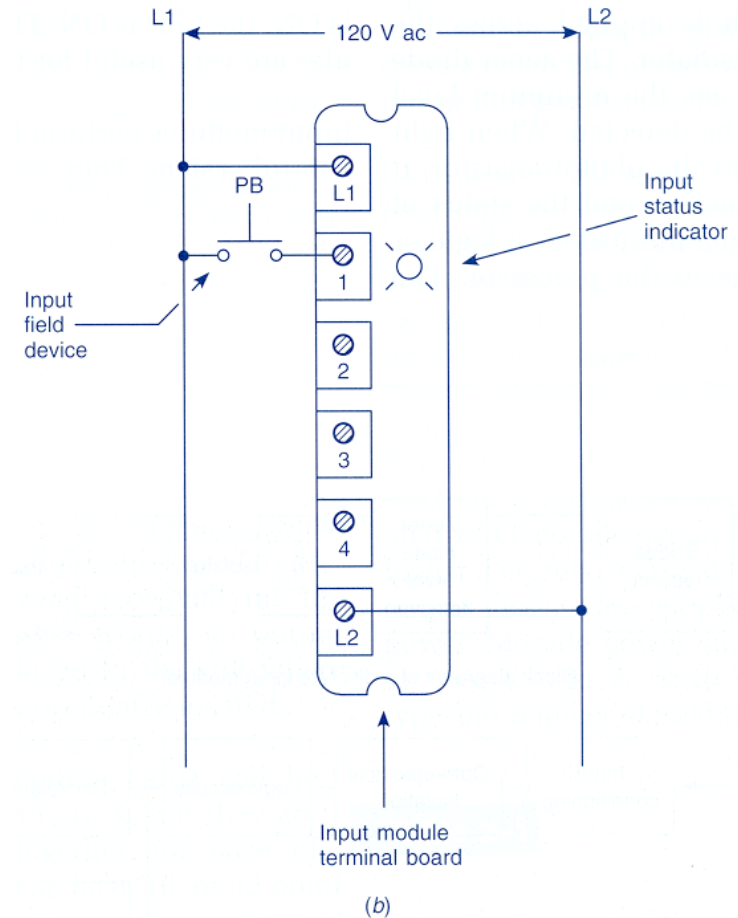 L1
120 V ac
L2
L1
PB
Input
status
indicator
1
Input
field
device
2
3
4
L2
Input module
terminal board
(b)